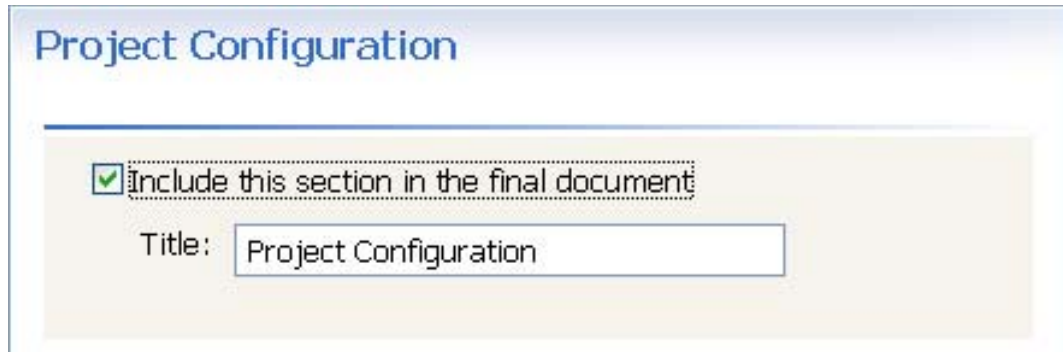 Project Configuration
Include this section in the final document
Title: Project Configuration